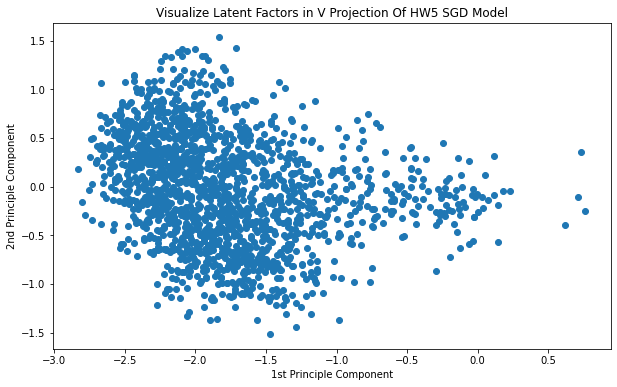 Visualize Latent Factors in V Projection Of HW5 SGD Model
2nd Principle Component
1.5
1.0
0.5
0.0
−0.5
−1.0
−1.5
−3.0 −2.5 −2.0 −1.5 −1.0 −0.5 0.0 0.5
1st Principle Component